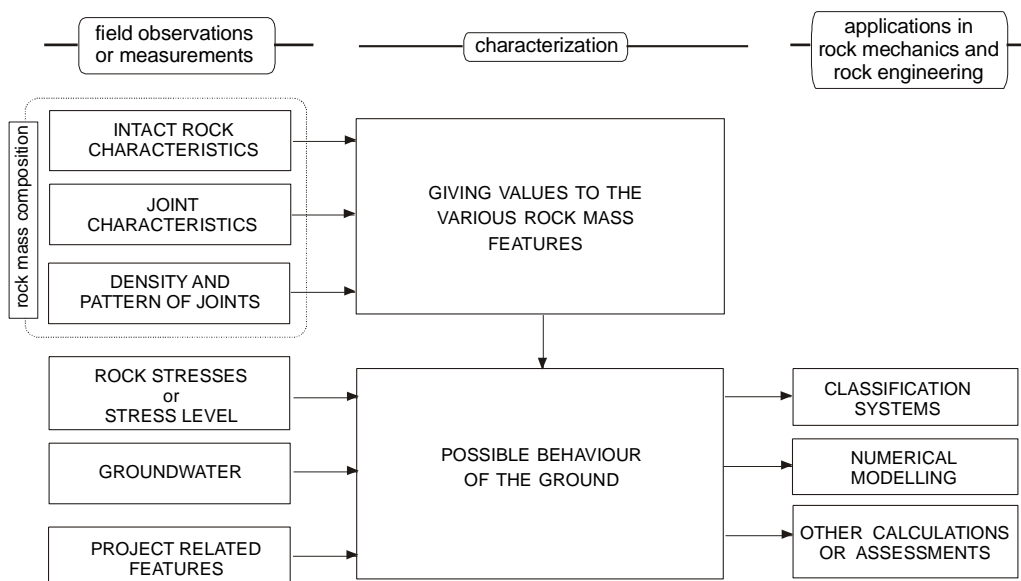 field observations
or measurements
characterization
applications in
rock mechanics and
rock engineering
rock mass composition
INTACT ROCK
CHARACTERISTICS
JOINT
CHARACTERISTICS
DENSITY AND
PATTERN OF JOINTS
GIVING VALUES TO THE
VARIOUS ROCK MASS
FEATURES
ROCK STRESSES
or
STRESS LEVEL
GROUNDWATER
PROJECT RELATED
FEATURES
POSSIBLE BEHAVIOUR
OF THE GROUND
CLASSIFICATION
SYSTEMS
NUMERICAL
MODELLING
OTHER CALCULATIONS
OR ASSESSMENTS